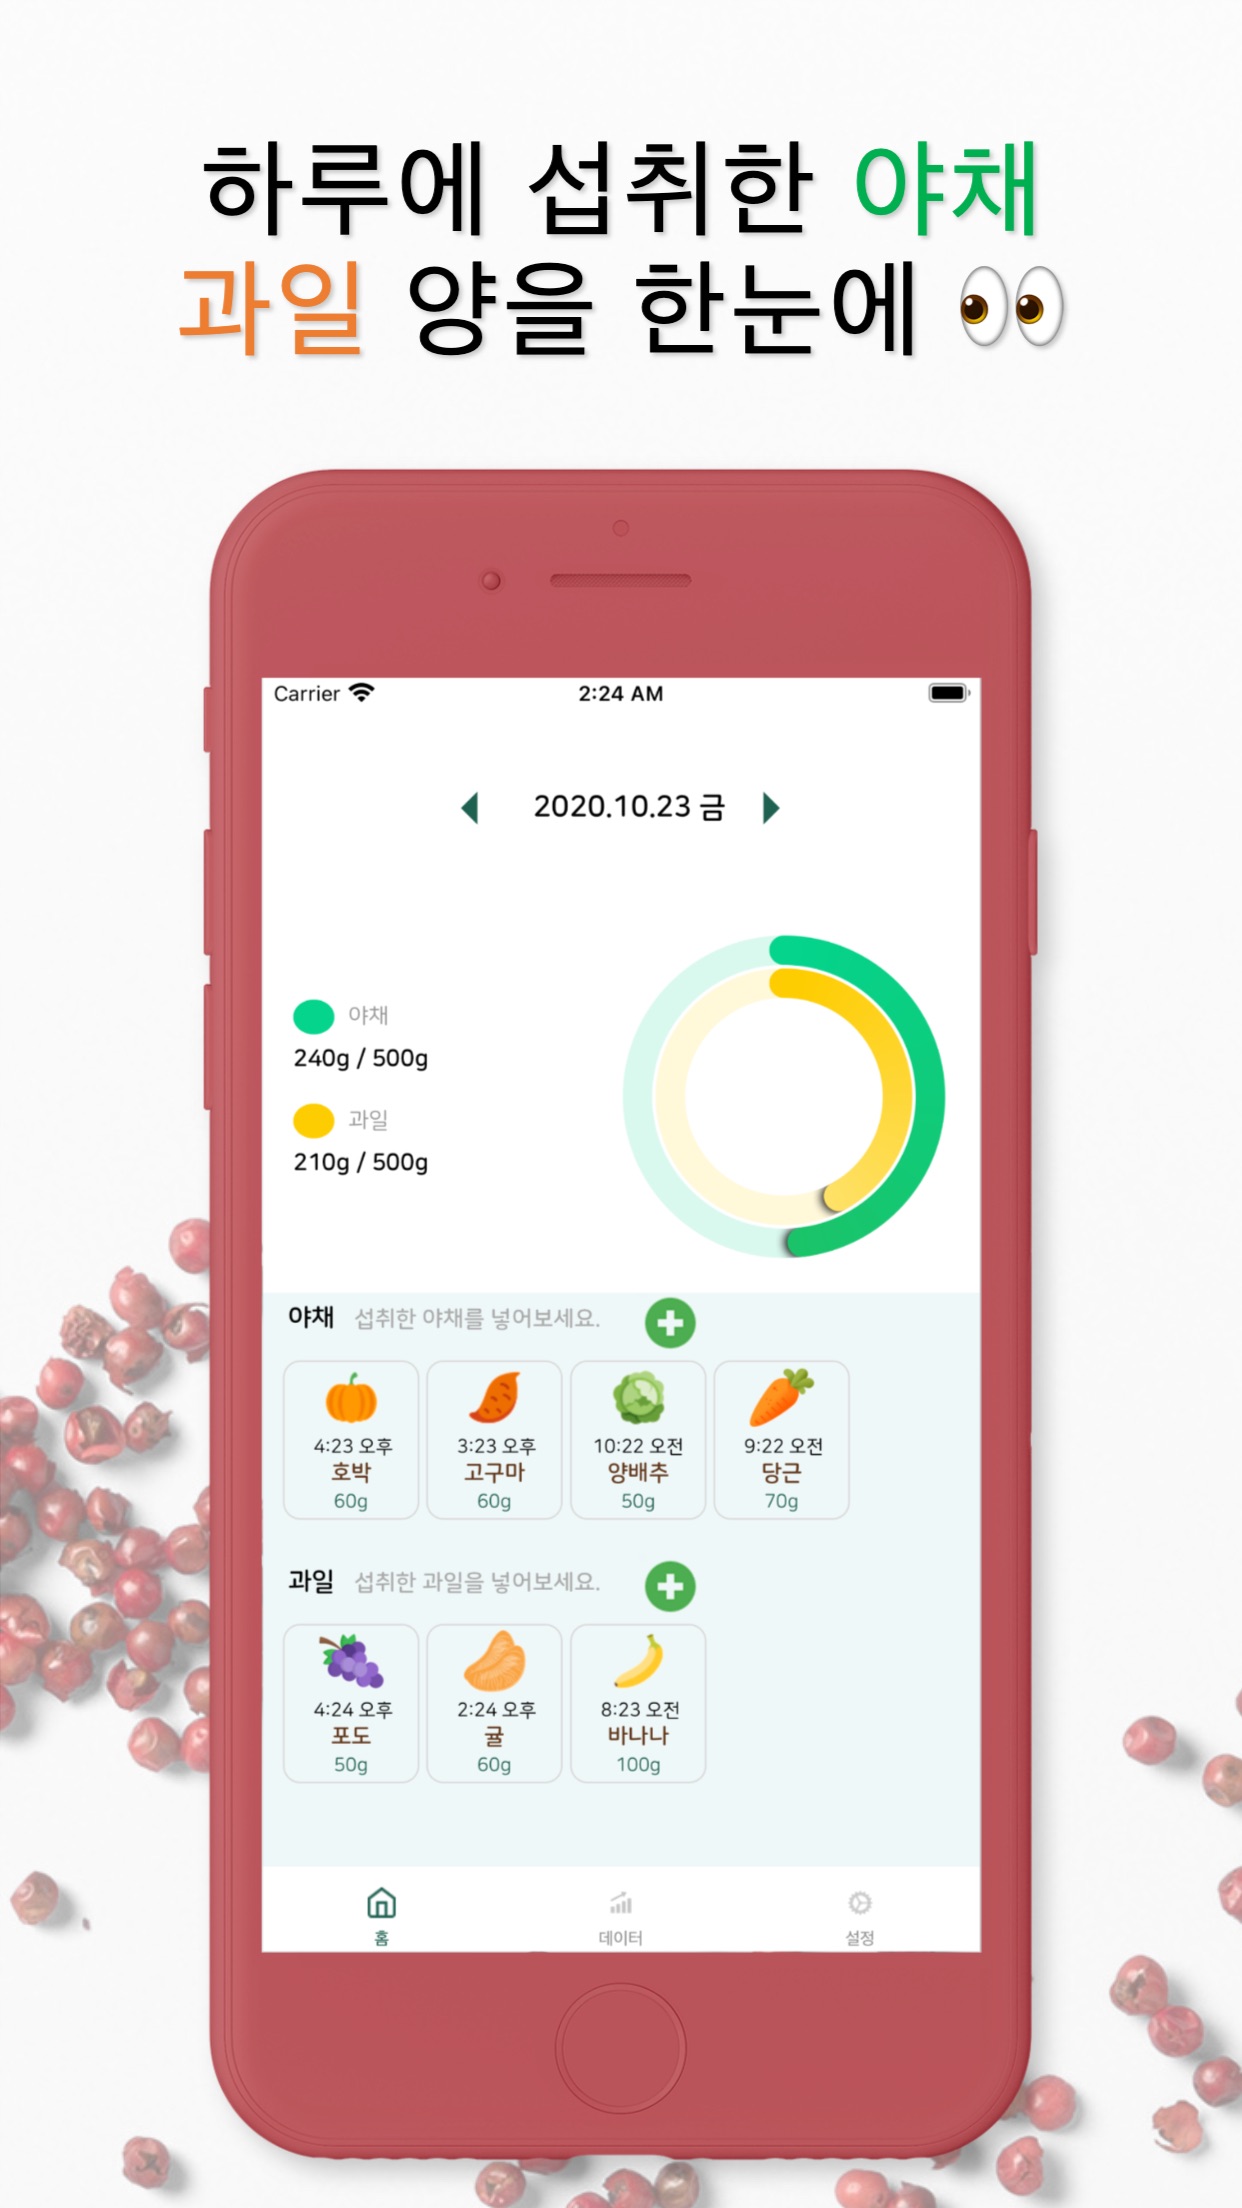 하루에 섭취한 야채
과일 양을 한눈에 👀
Carrier
2:24 AM
2020.10.23 금
야채
240g / 500g
과일
210g / 500g
야채 섭취한 야채를 넣어보세요.
4:23 오후
호박
60g
3:23 오후
고구마
60g
10:22 오전
양배추
50g
9:22 오전
당근
70g
과일 섭취한 과일을 넣어보세요.
4:24 오후
포도
50g
2:24 오후
귤
60g
8:23 오전
바나나
100g
홈
데이터
설정